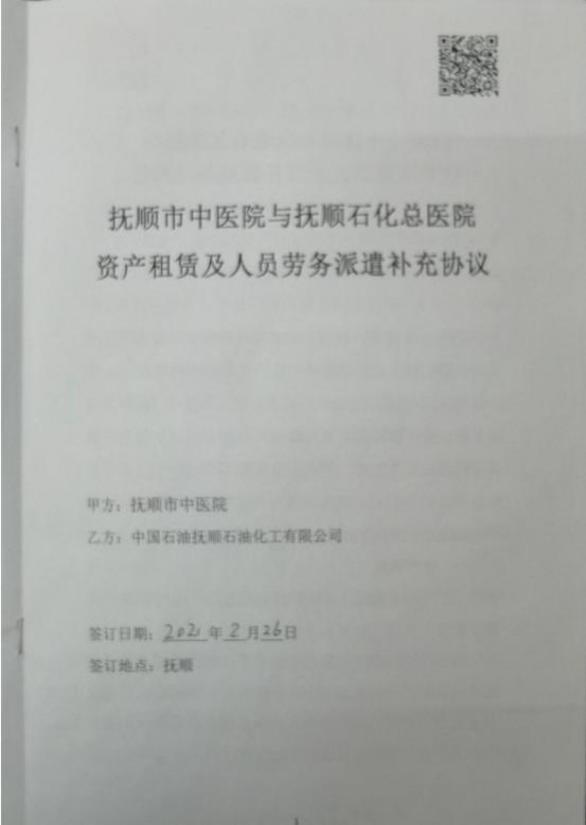 抚顺市中医院与抚顺石化总医院
资产租赁及人员劳务派遣补充协议
甲方：抚顺市中医院
乙方：中国石油抚顺石油化工有限公司
签订日期：2021年2月26日
签订地点：抚顺